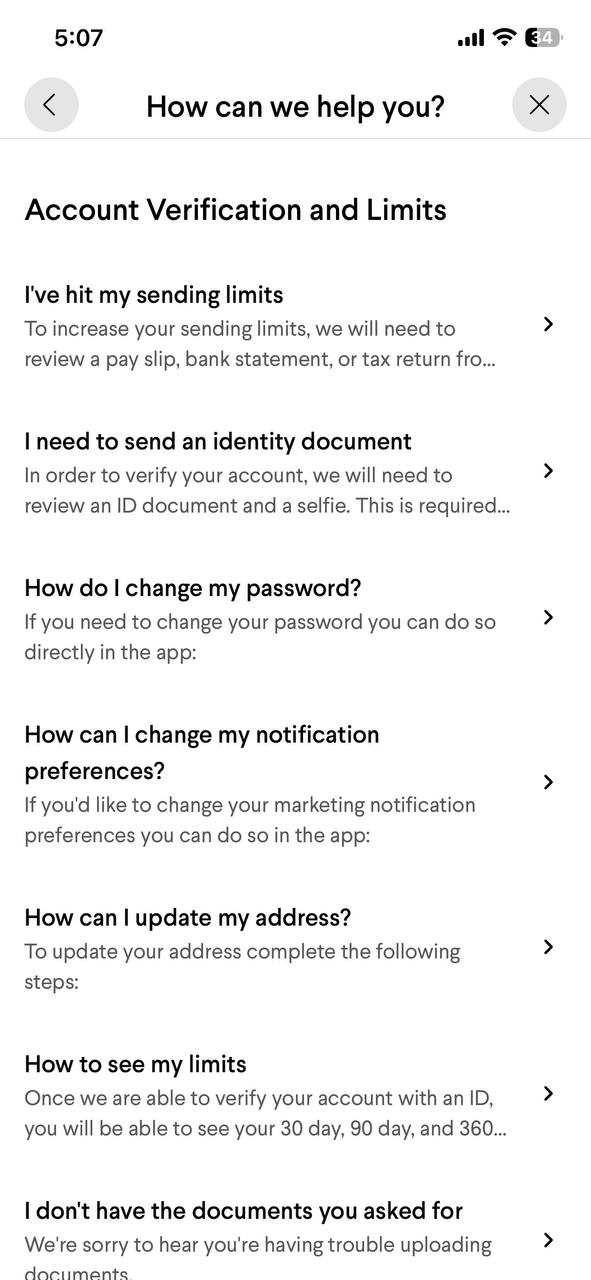 5:07
34
How can we help you?
Account Verification and Limits
I've hit my sending limits
To increase your sending limits, we will need to
review a pay slip, bank statement, or tax return fro...
I need to send an identity document
In order to verify your account, we will need to
review an ID document and a selfie. This is required...
How do I change my password?
If you need to change your password you can do so
directly in the app:
How can I change my notification
preferences?
If you'd like to change your marketing notification
preferences you can do so in the app:
How can I update my address?
To update your address complete the following
steps:
How to see my limits
Once we are able to verify your account with an ID,
you will be able to see your 30 day, 90 day, and 360...
I don't have the documents you asked for
We're sorry to hear you're having trouble uploading
documents.